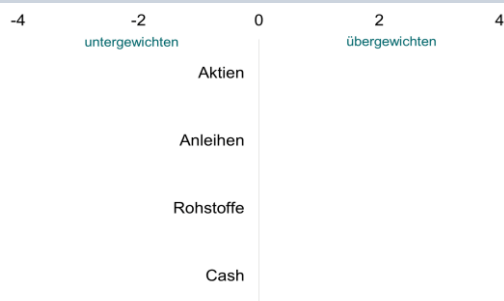 -4 -2 0 2 4
untergewichten übergewichten
Aktien
Anleihen
Rohstoffe
Cash